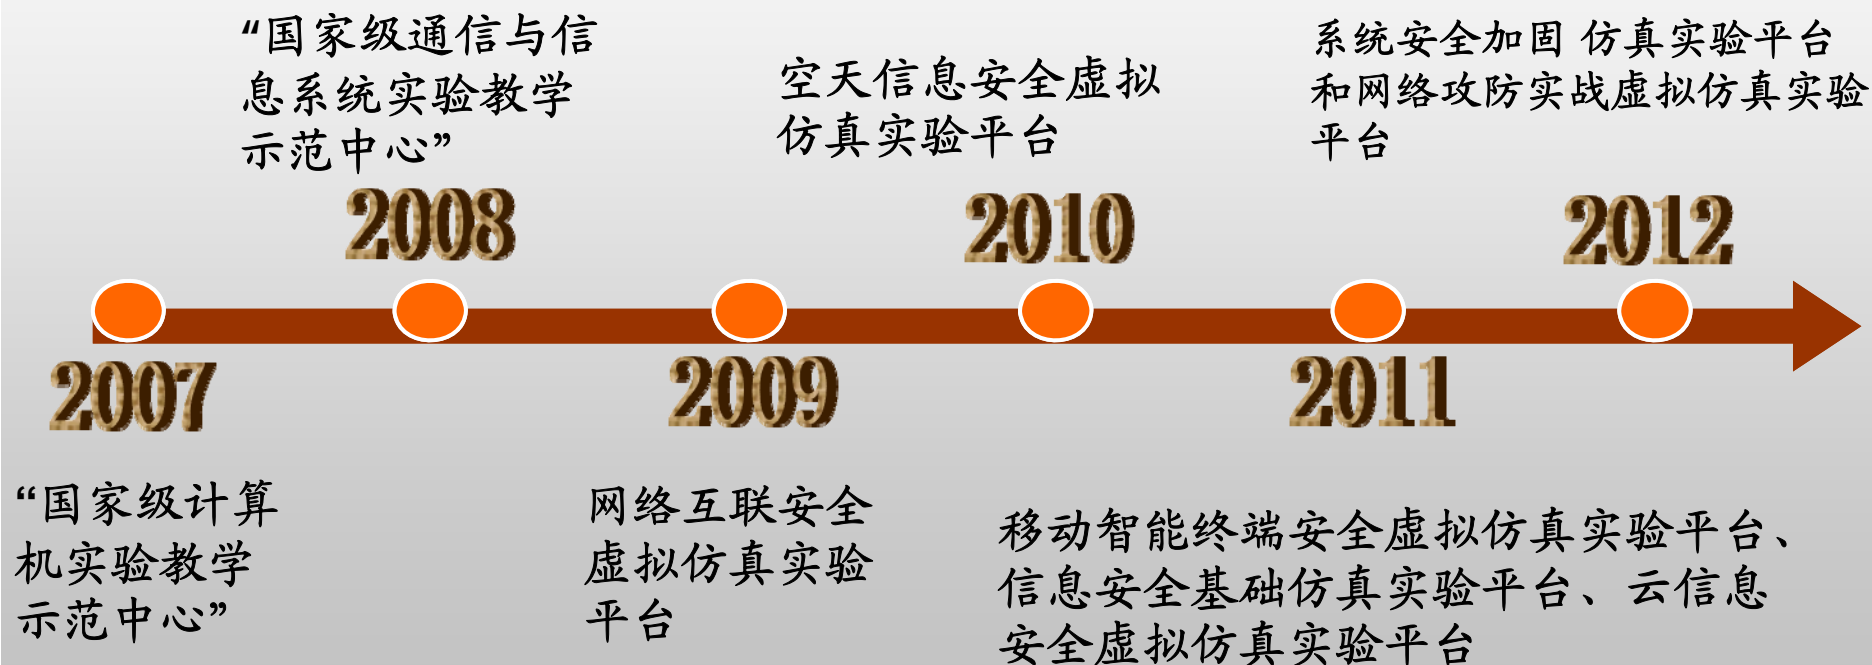 “国家级通信与信
息系统实验教学
示范中心”
2008
空天信息安全虚拟
仿真实验平台
2010
系统安全加固 仿真实验平台
和网络攻防实战虚拟仿真实验
平台
2012
2007
“国家级计算
机实验教学
示范中心”
2009
网络互联安全
虚拟仿真实验
平台
2011
移动智能终端安全虚拟仿真实验平台、
信息安全基础仿真实验平台、云信息
安全虚拟仿真实验平台